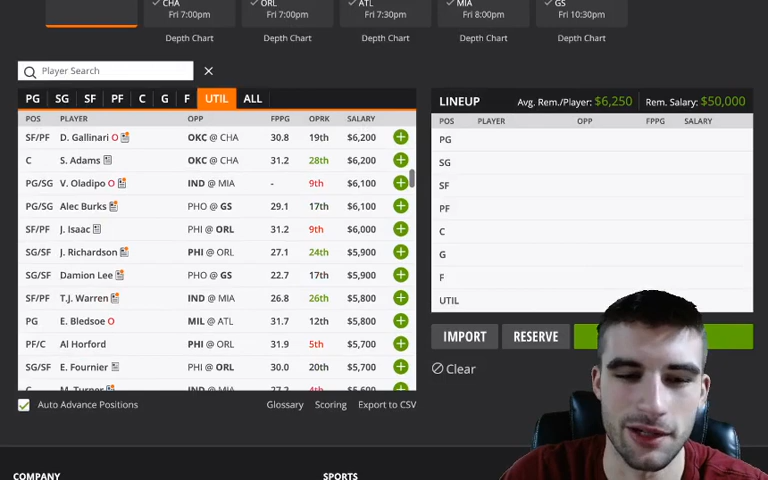 CHA ORL ATL MIA GS
Fri 7:00pm Fri 7:00pm Fri 7:30pm Fri 8:00pm Fri 10:30pm
Depth Chart Depth Chart Depth Chart Depth Chart Depth Chart
Player Search
PG SG SF PF C G F UTIL ALL
POS PLAYER OPP FPPG OPRK SALARY
SF/PF D. Gallinari O OKC @ CHA 30.8 19th $6,200
C S. Adams OKC @ CHA 31.2 28th $6,200
PG/SG V. Oladipo O IND @ MIA - 9th $6,100
PG/SG Alec Burks PHO @ GS 29.1 17th $6,100
SF/PF J. Isaac PHI @ ORL 31.2 9th $6,000
SG/SF J. Richardson PHI @ ORL 27.1 24th $5,900
SG/SF Damion Lee PHO @ GS 22.7 17th $5,900
SF/PF T.J. Warren IND @ MIA 26.8 26th $5,800
PG E. Bledsoe O MIL @ ATL 31.7 12th $5,800
PF/C Al Horford PHI @ ORL 31.9 5th $5,700
SG/SF E. Fournier PHI @ ORL 30.0 20th $5,700
C M. Turner IND @ MIA 27.2 4th $5,600
Auto Advance Positions Glossary Scoring Export to CSV
LINEUP Avg. Rem./Player: $6,250 Rem. Salary: $50,000
POS PLAYER OPP FPPG SALARY
PG
SG
SF
PF
C
G
F
UTIL
IMPORT RESERVE
Clear
COMPANY SPORTS